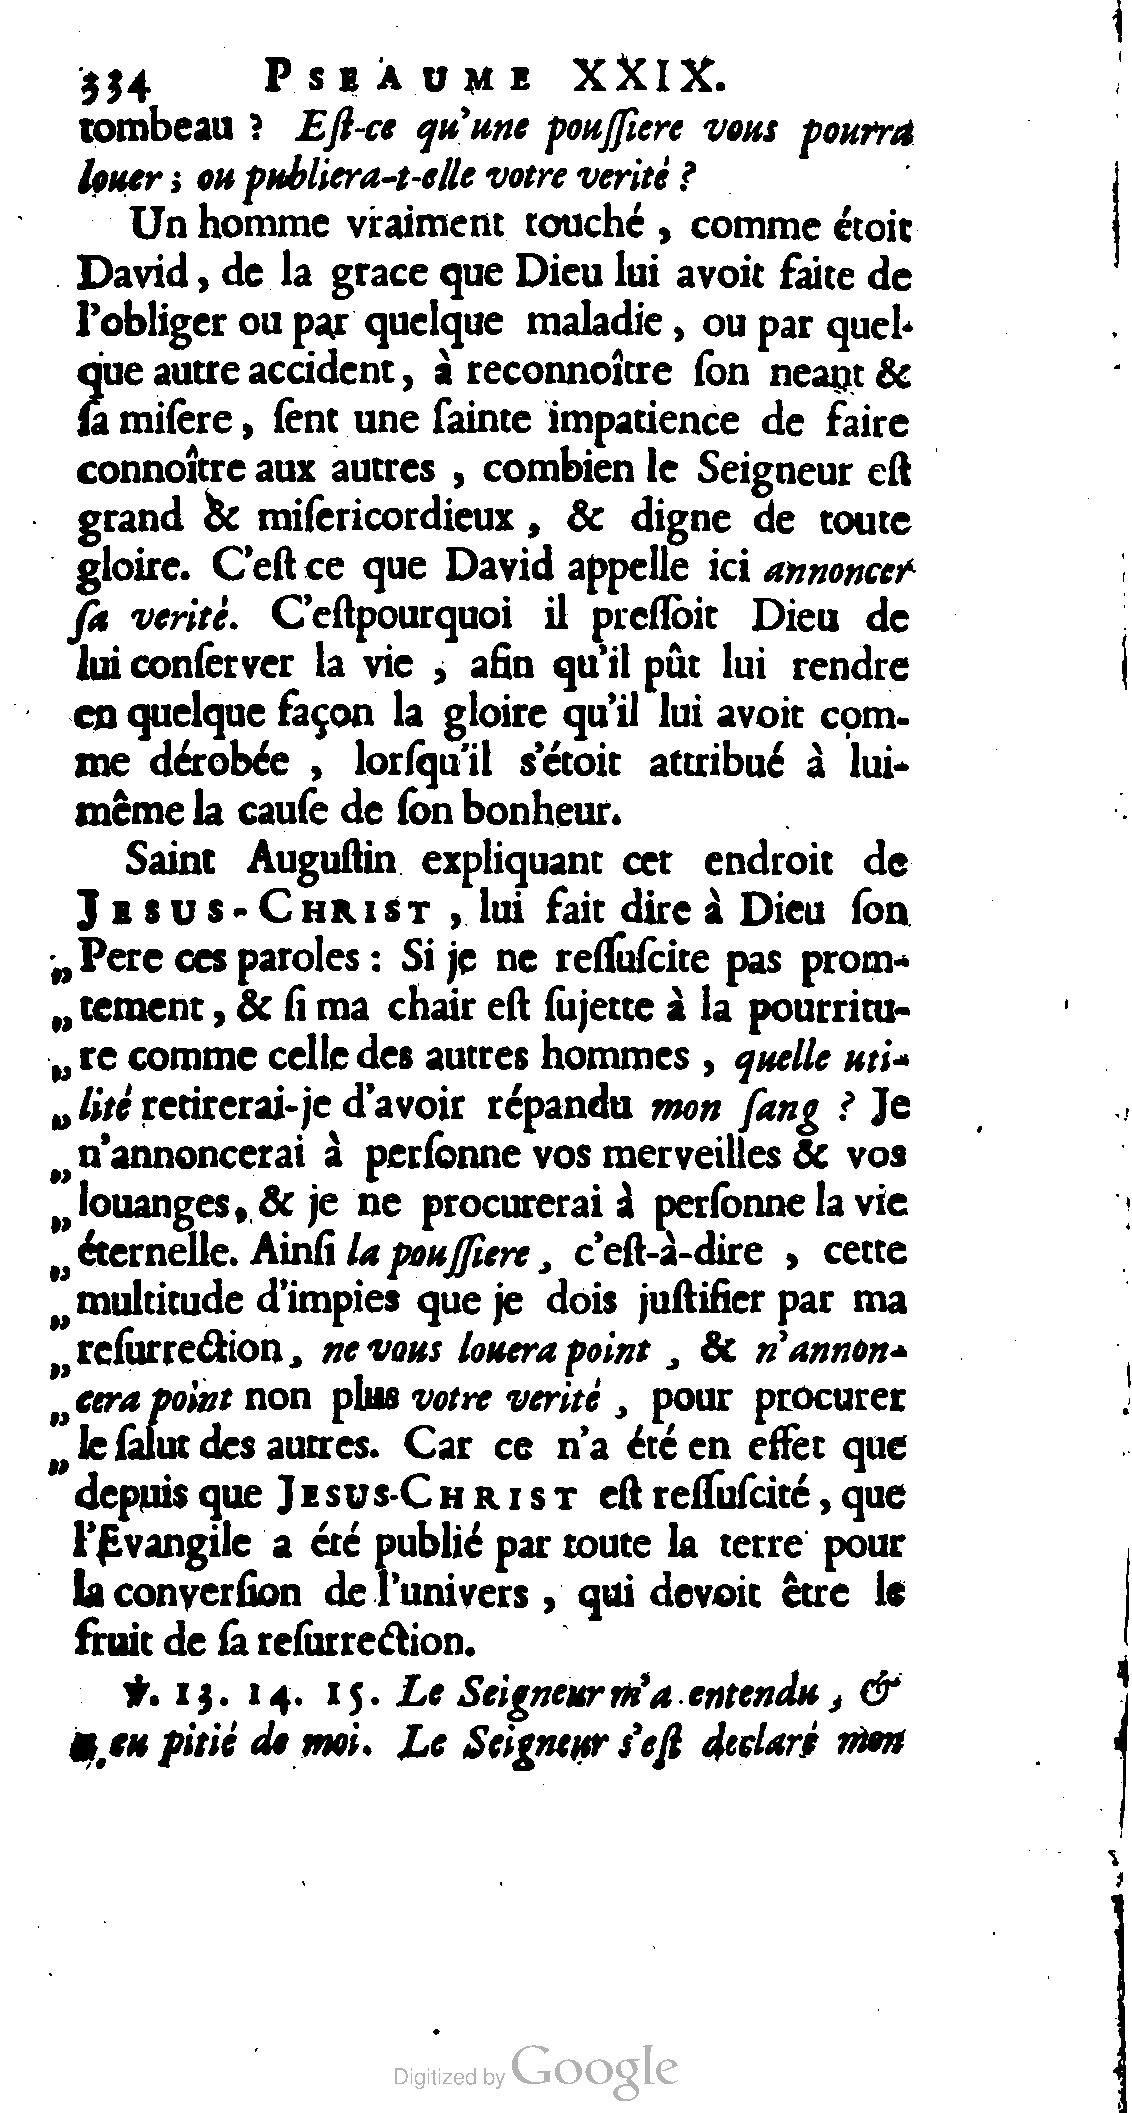 334 PSEAUME XXIX.
tombeau ? Eſt-ce qu'une pouſſiere vous pourra
louer ; ou publiera-t-elle votre verité ?
Un homme vraiment touché , comme étoit
David, de la grace que Dieu lui avoit faite de
l'obliger ou par quelque maladie, ou par quel-
que autre accident, à reconnoître ſon neant &
ſa miſere, ſent une ſainte impatience de faire
connoître aux autres , combien le Seigneur eſt
grand & miſericordieux , & digne de toute
gloire. C'eſt ce que David appelle ici annoncer
ſa verité. C'eſtpourquoi il preſſoit Dieu de
lui conſerver la vie , afin qu'il pût lui rendre
en quelque façon la gloire qu'il lui avoit com-
me dérobée , lorſqu'il s'étoit attribué à lui-
même la cauſe de ſon bonheur.
Saint Auguſtin expliquant cet endroit de
JESUS-CHRIST , lui fait dire à Dieu ſon
„ Pere ces paroles : Si je ne reſſuſcite pas prom-
„ tement, & ſi ma chair eſt ſujette à la pourritu-
„ re comme celle des autres hommes , quelle uti-
„ lité retirerai-je d'avoir répandu mon ſang ? Je
„ n'annoncerai à perſonne vos merveilles & vos
„ louanges, & je ne procurerai à perſonne la vie
„ éternelle. Ainſi la pouſſiere, c'eſt-à-dire , cette
„ multitude d'impies que je dois juſtifier par ma
„ reſurrection, ne vous louera point , & n'annon-
„ cera point non plus votre verité , pour procurer
„ le ſalut des autres. Car ce n'a été en effet que
depuis que JESUS-CHRIST eſt reſſuſcité, que
l'Evangile a été publié par toute la terre pour
la converſion de l'univers , qui devoit être le
fruit de ſa reſurrection.
℣. 13. 14. 15. Le Seigneur m'a entendu, &
a eu pitié de moi. Le Seigneur s'eſt declaré mon
Digitized by Google